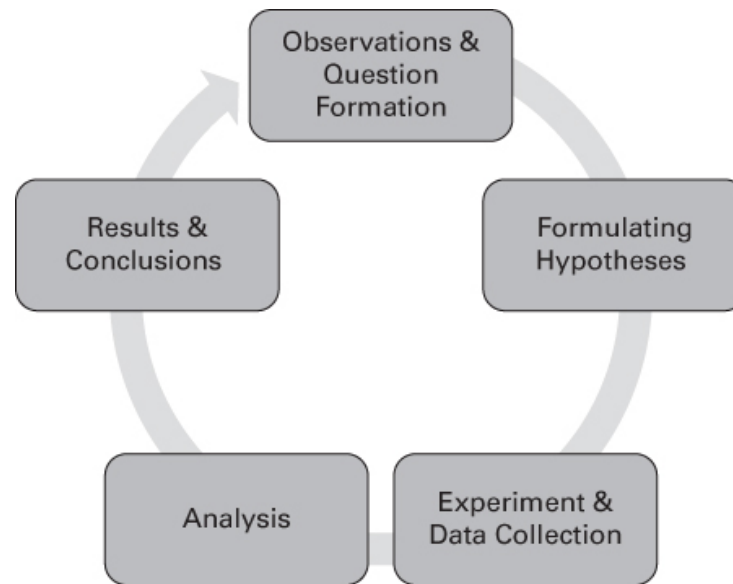 Observations &
Question
Formation
Formulating
Hypotheses
Experiment &
Data Collection
Analysis
Results &
Conclusions